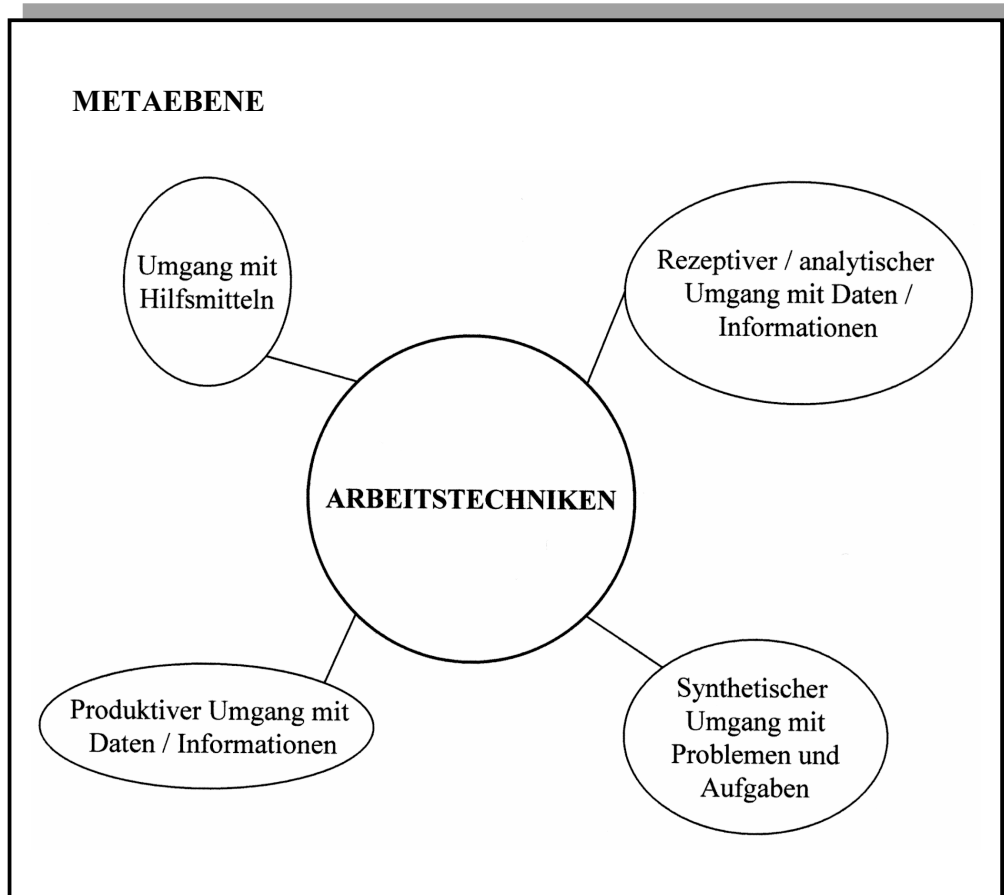 METAEBENE
Umgang mit
Hilfsmitteln
Rezeptiver / analytischer
Umgang mit Daten /
Informationen
ARBEITSTECHNIKEN
Produktiver Umgang mit
Daten / Informationen
Synthetischer
Umgang mit
Problemen und
Aufgaben